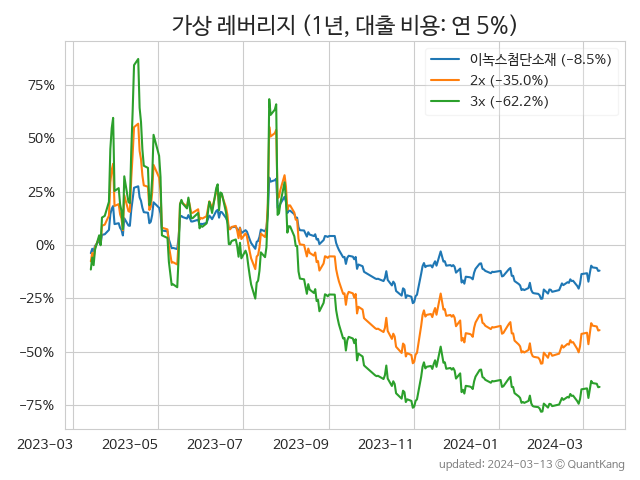 가상 레버리지 (1년, 대출 비용: 연 5%)
이녹스첨단소재 (−8.5%)
2x (−35.0%)
3x (−62.2%)
75%
50%
25%
0%
−25%
−50%
−75%
2023-03 2023-05 2023-07 2023-09 2023-11 2024-01 2024-03
updated: 2024-03-13 ⓒ QuantKang